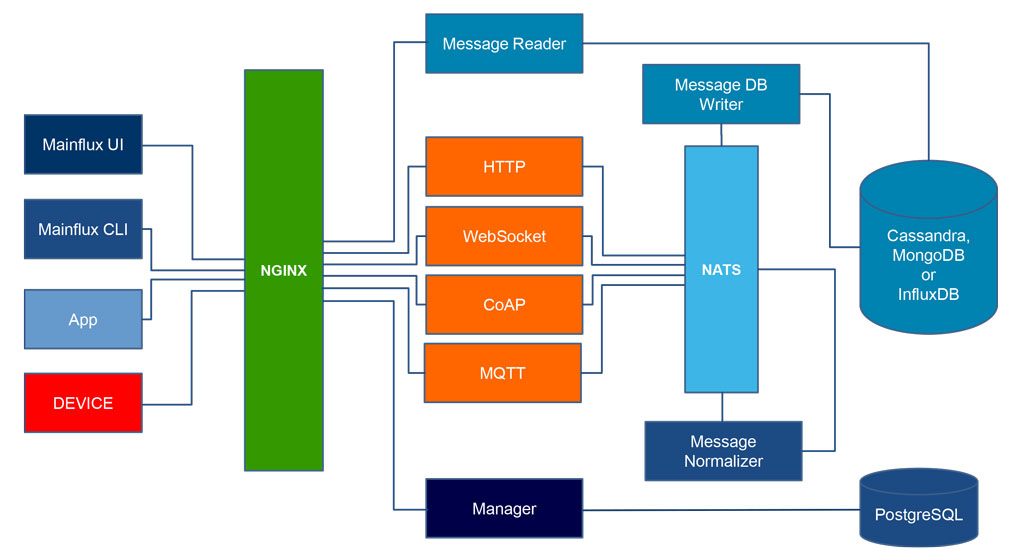 Message Reader
Message DB
Writer
Mainflux UI
HTTP
Mainflux CLI
WebSocket
Cassandra,
MongoDB
or
InfluxDB
NGINX
NATS
CoAP
App
MQTT
DEVICE
Message
Normalizer
Manager
PostgreSQL